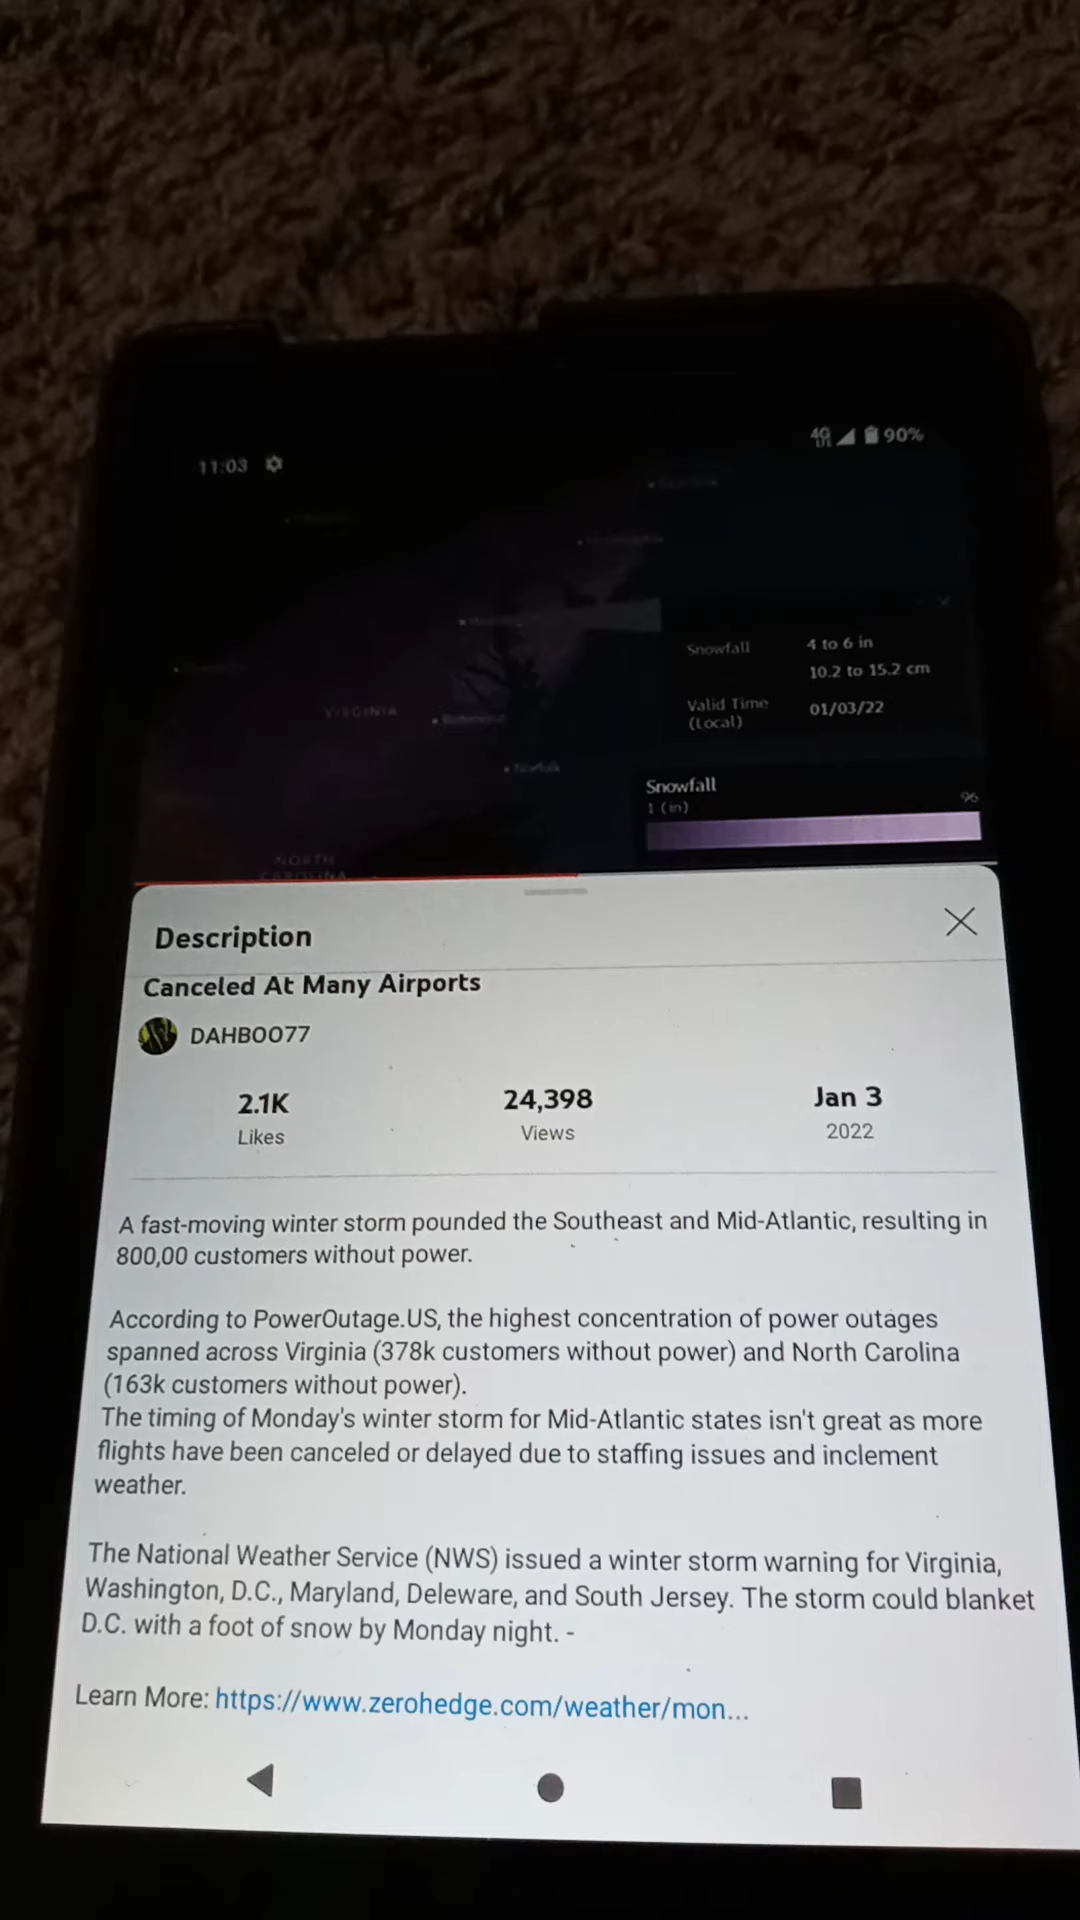 11:03
4G LTE 90%
Snowfall 4 to 6 in
10.2 to 15.2 cm
Valid Time (Local) 01/03/22
VIRGINIA
Richmond
Norfolk
Snowfall
1 (in) 96
NORTH
CAROLINA
Description
Canceled At Many Airports
DAHBOO77
2.1K 24,398 Jan 3
Likes Views 2022
A fast-moving winter storm pounded the Southeast and Mid-Atlantic, resulting in
800,00 customers without power.
According to PowerOutage.US, the highest concentration of power outages
spanned across Virginia (378k customers without power) and North Carolina
(163k customers without power).
The timing of Monday's winter storm for Mid-Atlantic states isn't great as more
flights have been canceled or delayed due to staffing issues and inclement
weather.
The National Weather Service (NWS) issued a winter storm warning for Virginia,
Washington, D.C., Maryland, Deleware, and South Jersey. The storm could blanket
D.C. with a foot of snow by Monday night. -
Learn More: https://www.zerohedge.com/weather/mon...